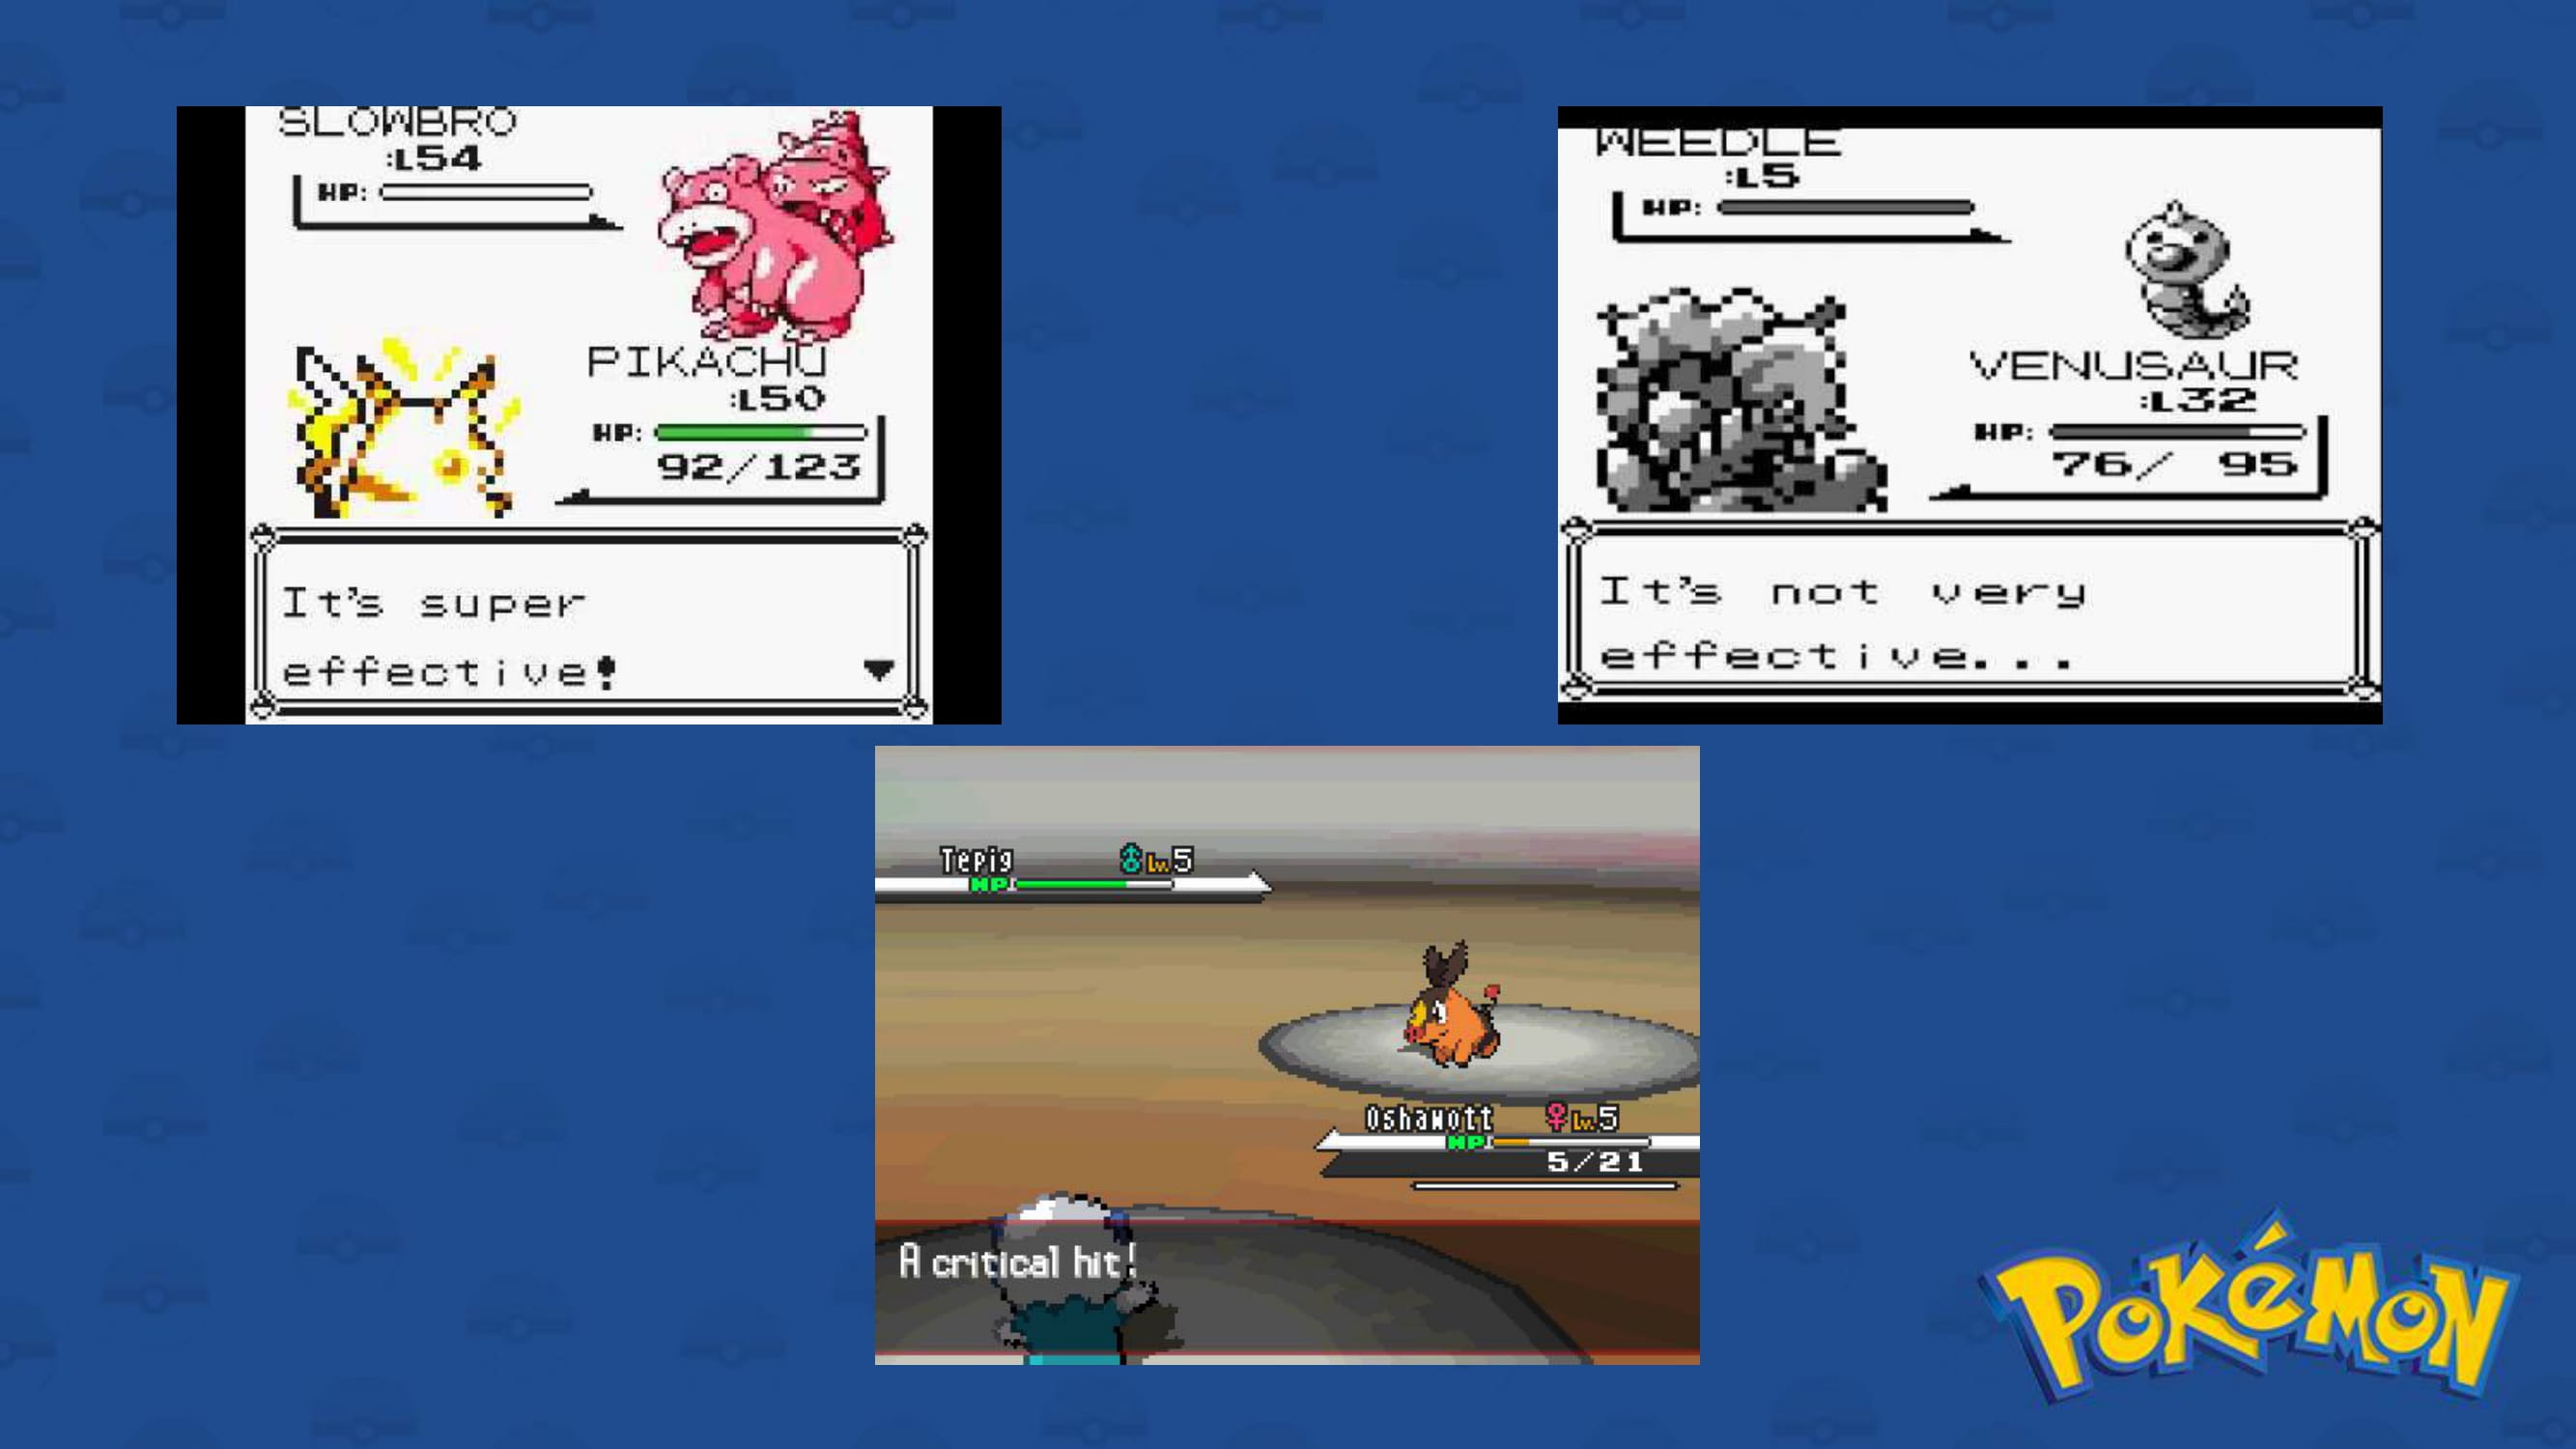 SLOWBRO
:L54
HP:
PIKACHU
:L50
HP:
92/123
It's super
effective!
WEEDLE
:L5
HP:
VENUSAUR
:L32
HP:
76/ 95
It's not very
effective...
Tepig ♂ Lv.5
HP
Oshawott ♀ Lv.5
HP
5/21
A critical hit!
POKéMON